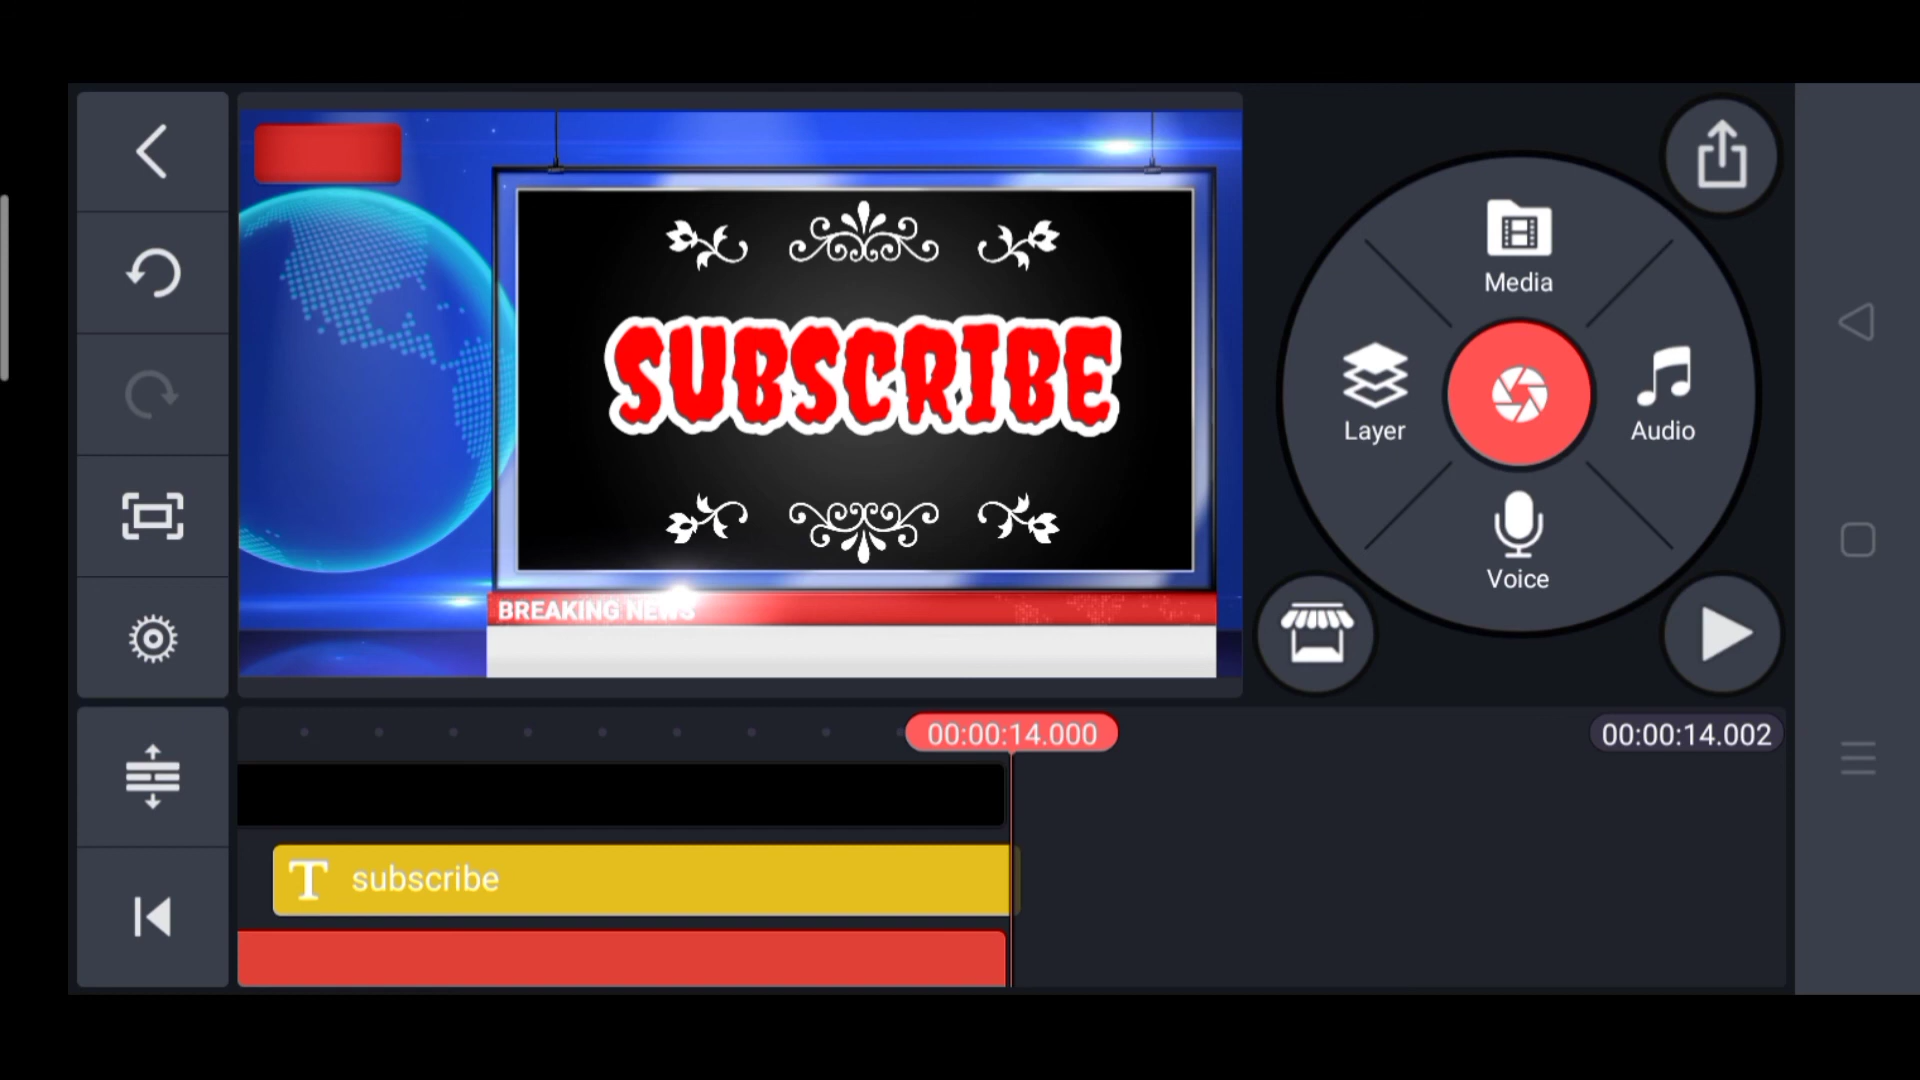 SUBSCRIBE
BREAKING NEWS
Media
Layer
Audio
Voice
00:00:14.000
00:00:14.002
T subscribe